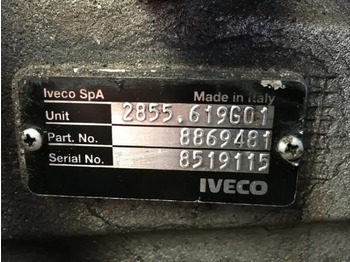 Iveco SpA Made in Italy
Unit 2855.619G01
Part. No. 8869481
Serial No. 8519115
IVECO